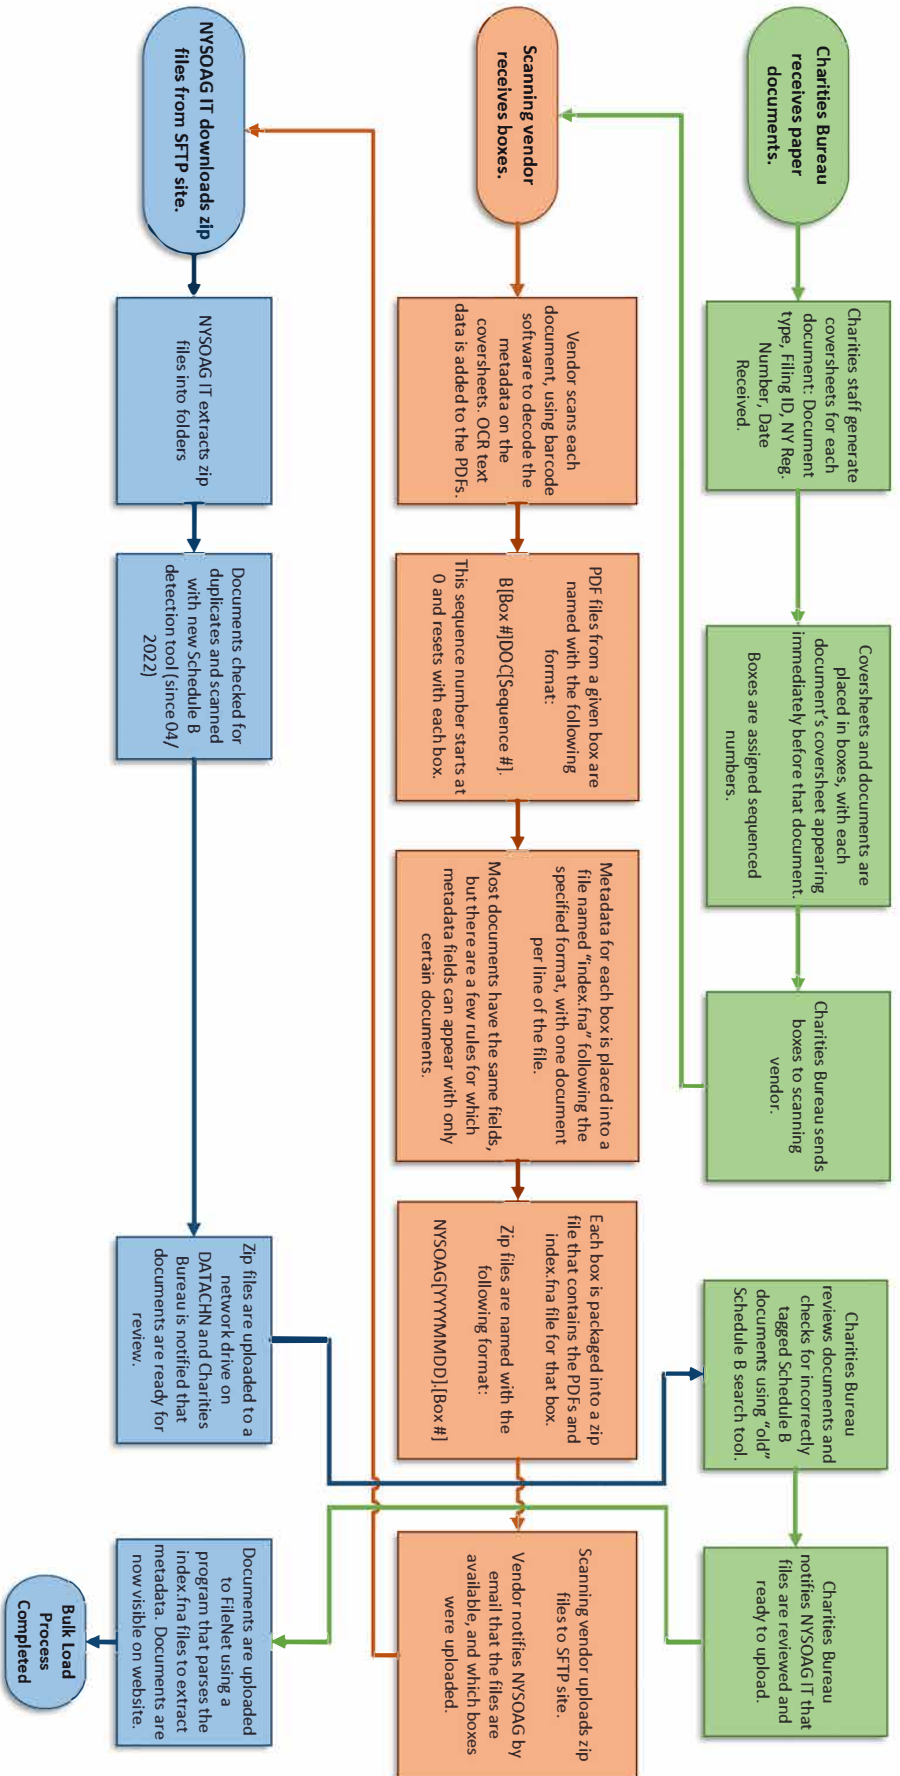 Charities Bureau
receives paper
documents.
Charities staff generate
coversheets for each
document: Document
type, Filing ID, NY Reg.
Number, Date
Received.
Coversheets and documents are
placed in boxes, with each
document's coversheet appearing
immediately before that document.
Boxes are assigned sequenced
numbers.
Charities Bureau sends
boxes to scanning
vendor.
Charities Bureau
reviews documents and
checks for incorrectly
tagged Schedule B
documents using "old"
Schedule B search tool.
Charities Bureau
notifies NYSOAG IT that
files are reviewed and
ready to upload.
Scanning vendor
receives boxes.
Vendor scans each
document, using barcode
software to decode the
metadata on the
coversheets. OCR text
data is added to the PDFs.
PDF files from a given box are
named with the following
format:
B[Box #]DOC[Sequence #].
This sequence number starts at
0 and resets with each box.
Metadata for each box is placed into a
file named "index.fna" following the
specified format, with one document
per line of the file.
Most documents have the same fields,
but there are a few rules for which
metadata fields can appear with only
certain documents.
Each box is packaged into a zip
file that contains the PDFs and
index.fna file for that box.
Zip files are named with the
following format:
NYSOAG[YYYYMMDD].[Box #]
Scanning vendor uploads zip
files to SFTP site.
Vendor notifies NYSOAG by
email that the files are
available, and which boxes
were uploaded.
NYSOAG IT downloads zip
files from SFTP site.
NYSOAG IT extracts zip
files into folders
Documents checked for
duplicates and scanned
with new Schedule B
detection tool (since 04/
2022)
Zip files are uploaded to a
network drive on
DATACHN and Charities
Bureau is notified that
documents are ready for
review.
Documents are uploaded
to FileNet using a
program that parses the
index.fna files to extract
metadata. Documents are
now visible on website.
Bulk Load
Process
Completed